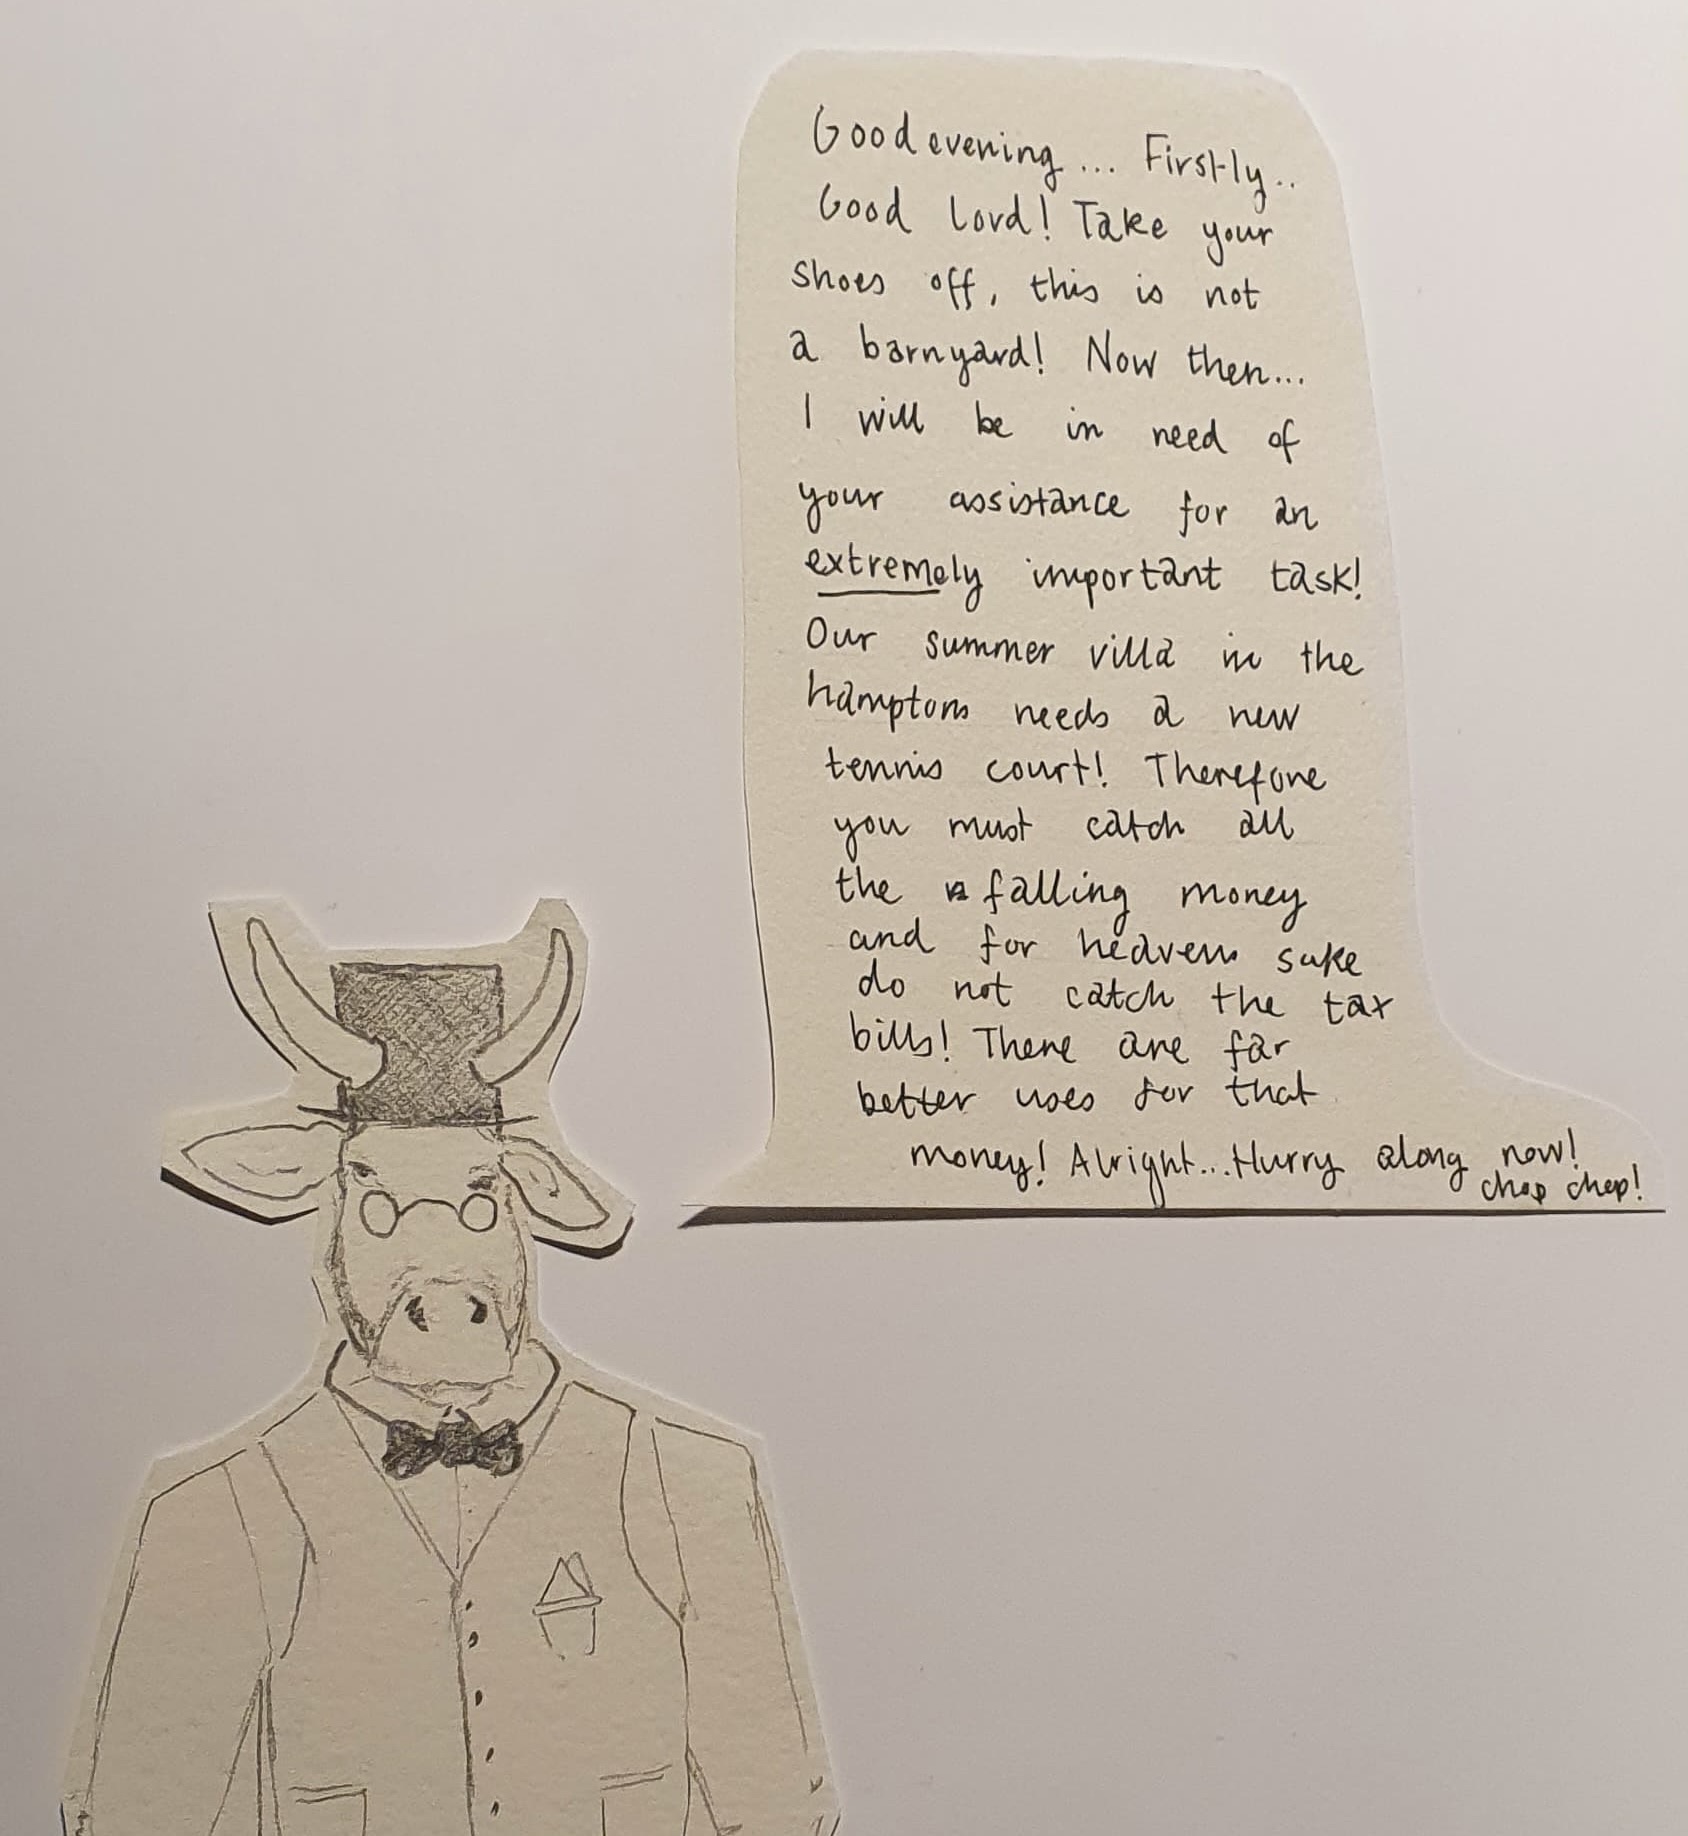 Good evening... Firstly..
Good lord! Take your
shoes off, this is not
a barnyard! Now then...
I will be in need of
your assistance for an
extremely important task!
Our summer villa in the
hamptons needs a new
tennis court! Therefore
you must catch all
the falling money
and for heavens sake
do not catch the tax
bills! There are far
better uses for that
money! Alright...Hurry along now!
chop chop!